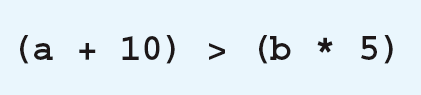 (a + 10) > (b * 5)